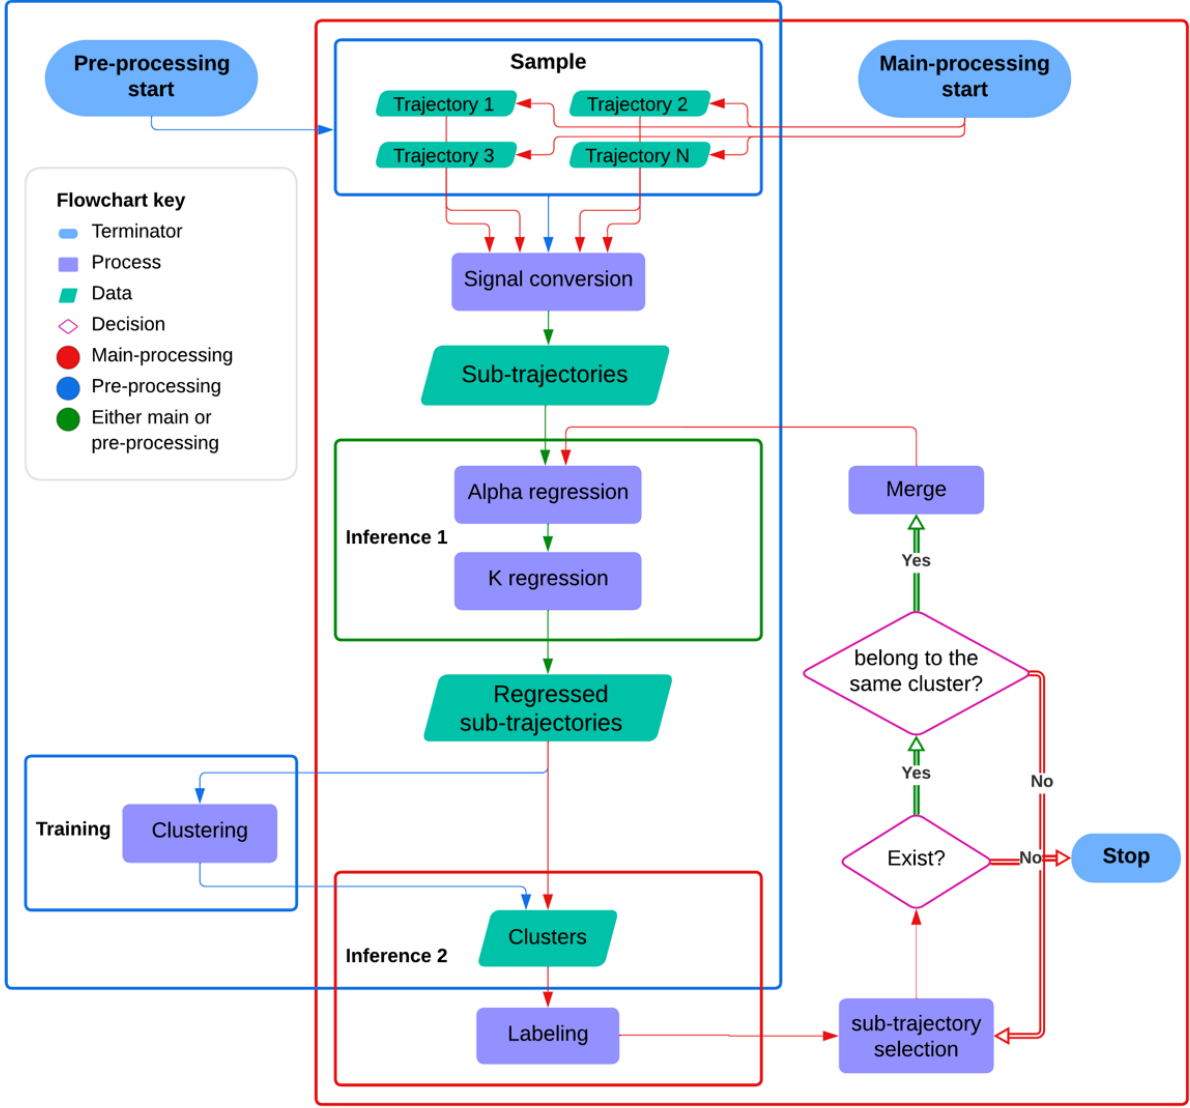 Pre-processing
start
Sample
Trajectory 1
Trajectory 2
Trajectory 3
Trajectory N
Main-processing
start
Flowchart key
Terminator
Process
Data
Decision
Main-processing
Pre-processing
Either main or
pre-processing
Signal conversion
Sub-trajectories
Inference 1
Alpha regression
K regression
Regressed
sub-trajectories
Training
Clustering
Inference 2
Clusters
Labeling
Merge
Yes
belong to the
same cluster?
Yes
No
Exist?
No
Stop
sub-trajectory
selection